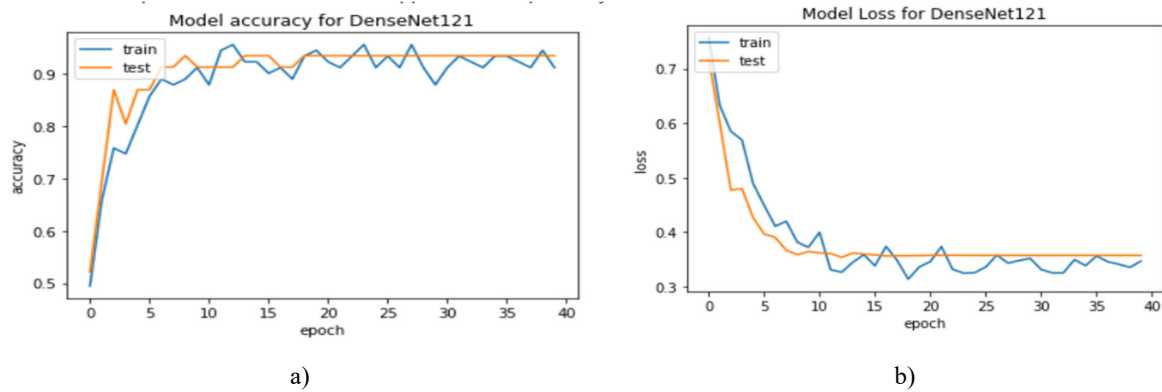 Model accuracy for DenseNet121
train
test
0.9
0.8
0.7
0.6
0.5
accuracy
0 5 10 15 20 25 30 35 40
epoch
a)
Model Loss for DenseNet121
train
test
0.7
0.6
0.5
0.4
0.3
loss
0 5 10 15 20 25 30 35 40
epoch
b)